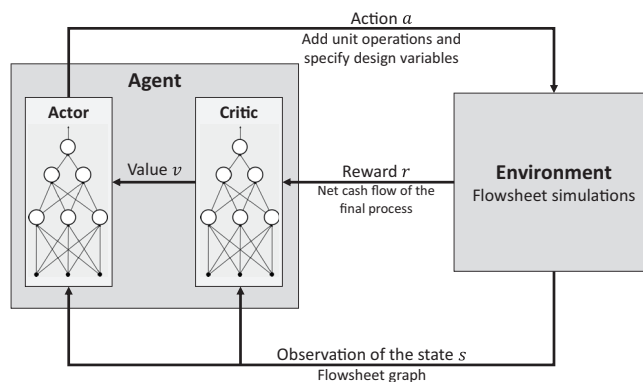 Action a
Add unit operations and
specify design variables
Agent
Actor
Critic
Value v
Reward r
Net cash flow of the
final process
Environment
Flowsheet simulations
Observation of the state s
Flowsheet graph